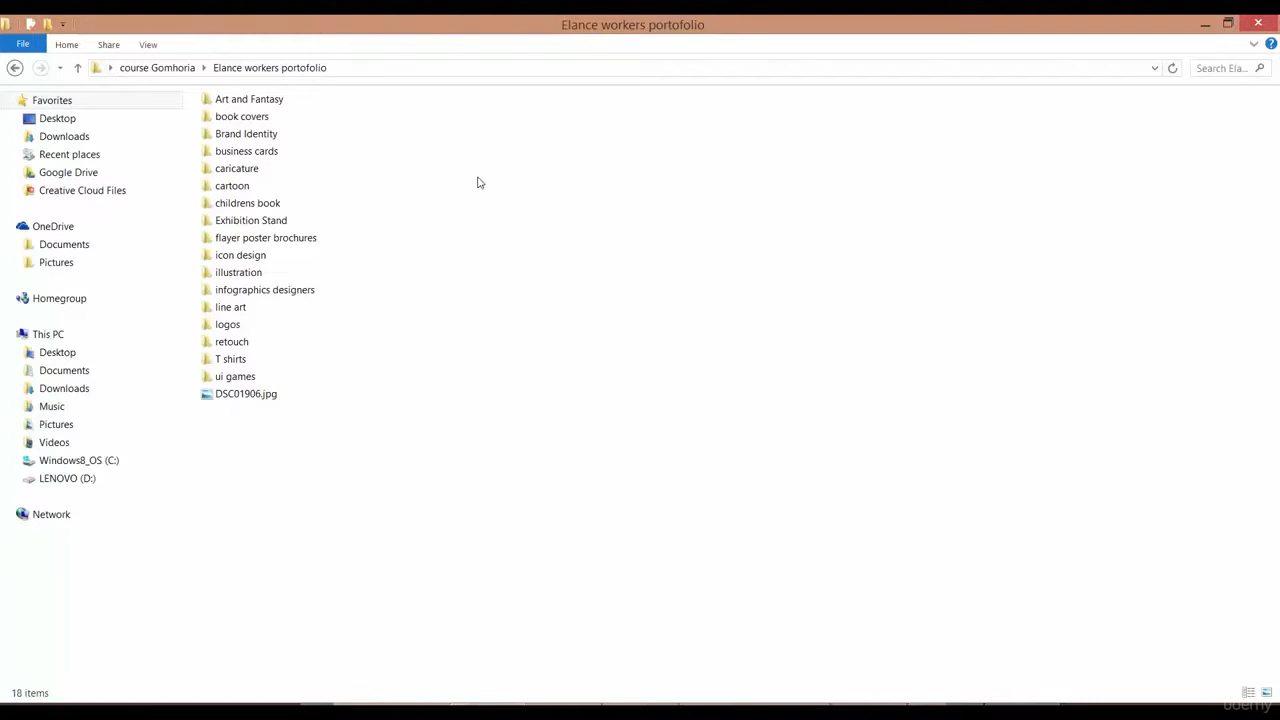 Elance workers portofolio
File Home Share View
course Gomhoria Elance workers portofolio Search Ela...
Favorites
Desktop
Downloads
Recent places
Google Drive
Creative Cloud Files
OneDrive
Documents
Pictures
Homegroup
This PC
Desktop
Documents
Downloads
Music
Pictures
Videos
Windows8_OS (C:)
LENOVO (D:)
Network
Art and Fantasy
book covers
Brand Identity
business cards
caricature
cartoon
childrens book
Exhibition Stand
flayer poster brochures
icon design
illustration
infographics designers
line art
logos
retouch
T shirts
ui games
DSC01906.jpg
18 items
udemy